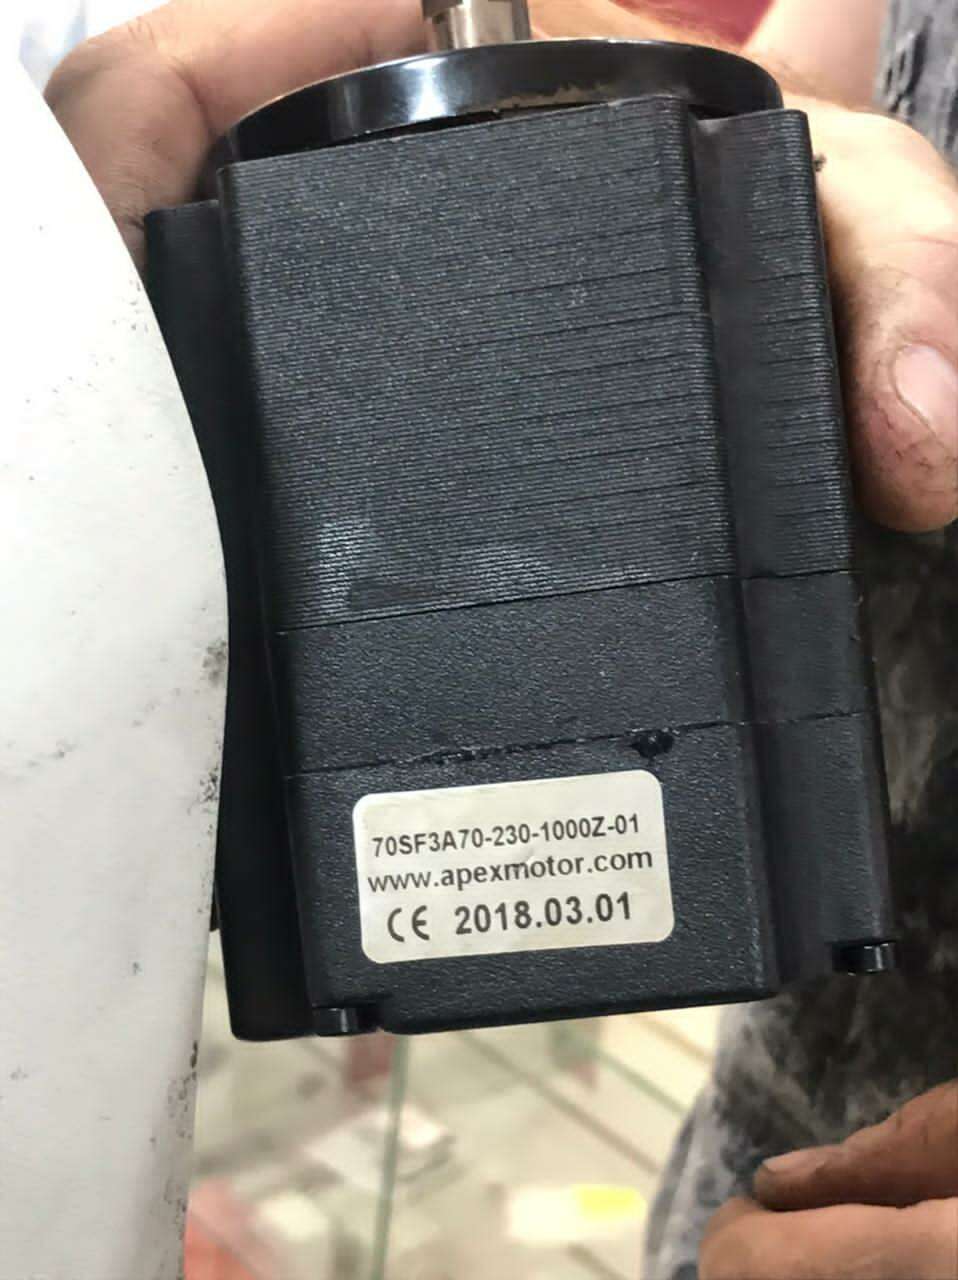 70SF3A70-230-1000Z-01
www.apexmotor.com
CE 2018.03.01